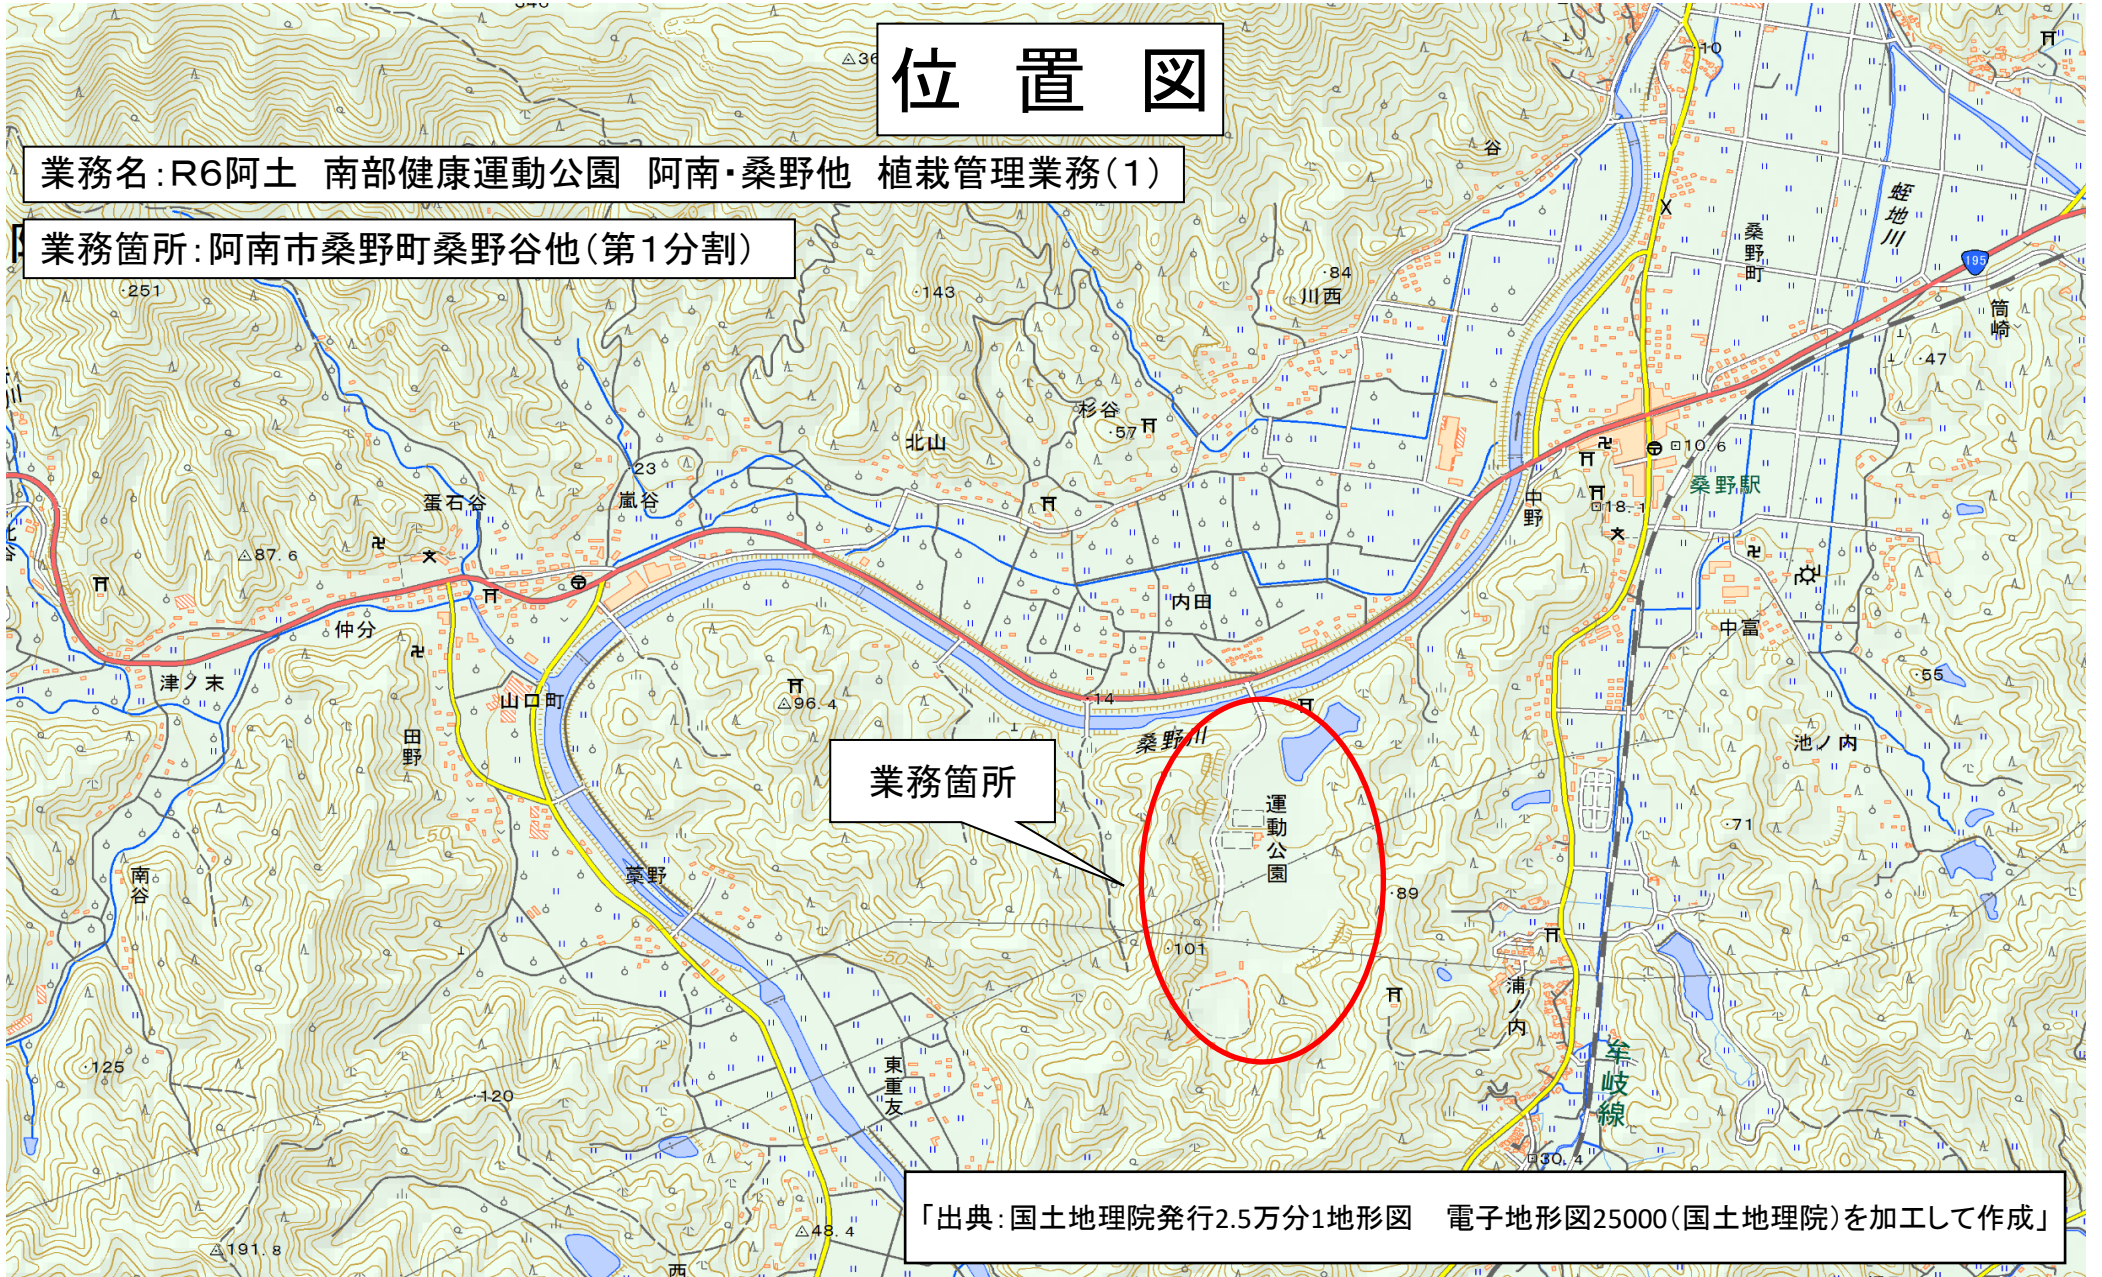 位　置　図
業務名：R6阿土　南部健康運動公園　阿南・桑野他　植栽管理業務（１）
業務箇所：阿南市桑野町桑野谷他（第１分割）
10
谷
蛭地川
桑野町
195
筒崎
47
251
143
84
川西
杉谷
57
北山
23
嵐谷
蛋石谷
87.6
10.6
桑野駅
中野
18.1
仲分
内田
中富
津ノ末
山口町
96.4
14
桑野川
55
池ノ内
田野
業務箇所
運動公園
71
50
南谷
藁野
89
101
50
浦ノ内
牟岐線
125
120
東重友
30.4
48.4
191.8
西
「出典：国土地理院発行2.5万分1地形図　電子地形図25000（国土地理院）を加工して作成」